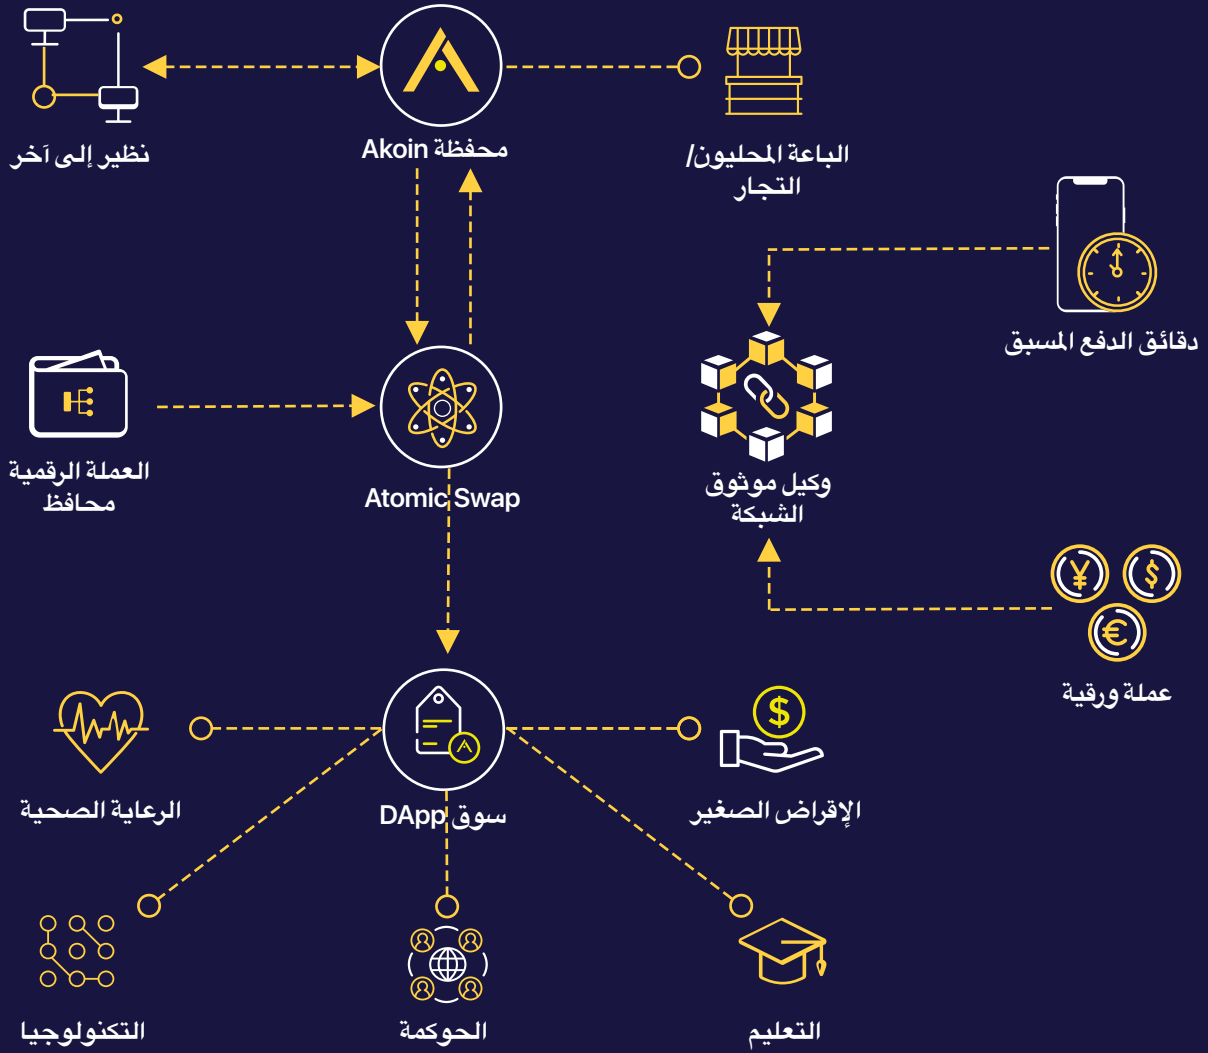 نظير إلى آخر
محفظة Akoin
الباعة المحليون/
التجار
دقائق الدفع المسبق
العملة الرقمية
محافظ
Atomic Swap
وكيل موثوق
الشبكة
عملة ورقية
الرعاية الصحية
سوق DApp
الإقراض الصغير
التكنولوجيا
الحوكمة
التعليم